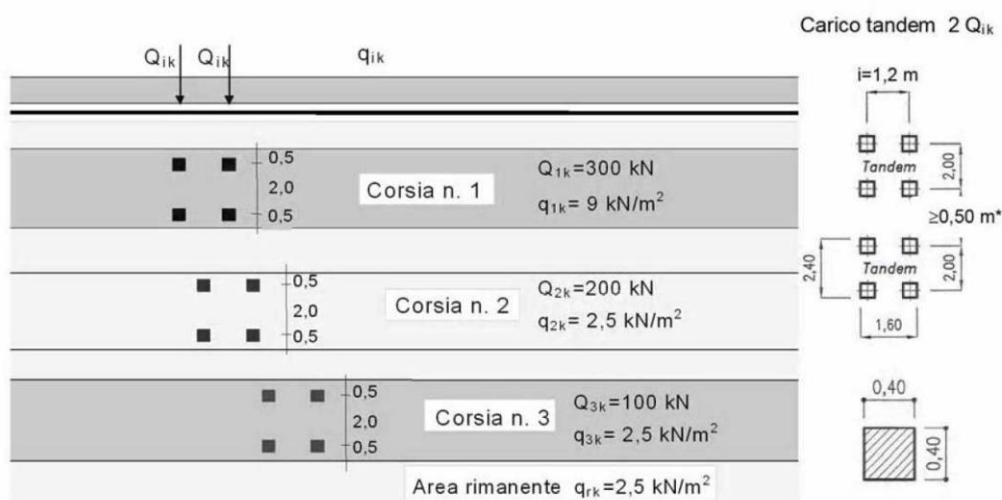 Carico tandem 2 Qik
Qik Qik qik
i=1,2 m
0,5
2,0
0,5
Corsia n. 1
Q1k=300 kN
q1k= 9 kN/m²
Tandem
2,00
≥0,50 m*
0,5
2,0
0,5
Corsia n. 2
Q2k=200 kN
q2k= 2,5 kN/m²
2,40
Tandem
2,00
1,60
0,5
2,0
0,5
Corsia n. 3
Q3k=100 kN
q3k= 2,5 kN/m²
0,40
0,40
Area rimanente qrk=2,5 kN/m²